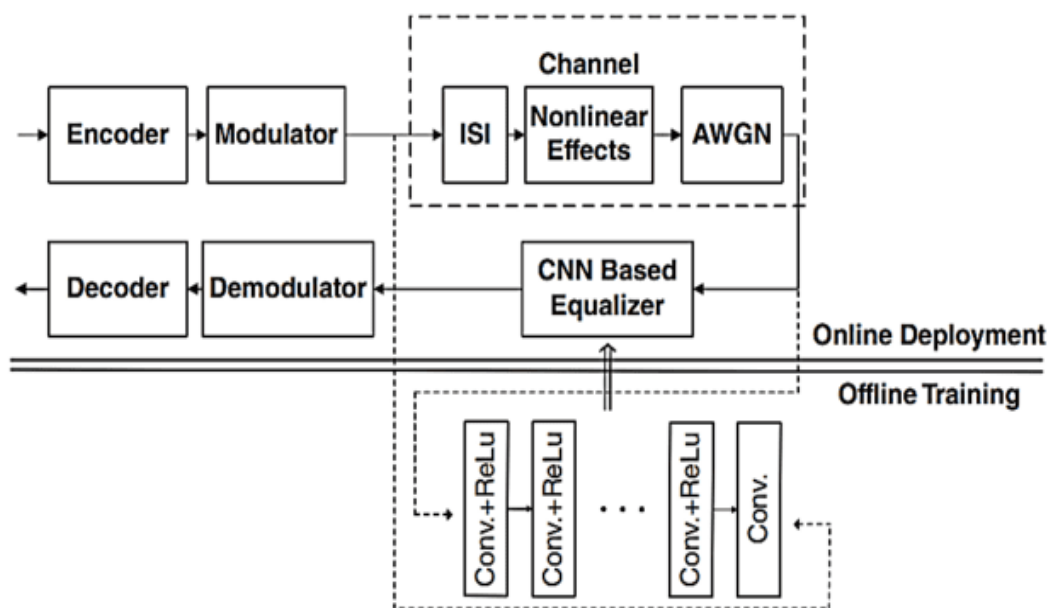 Channel
Encoder
Modulator
ISI
Nonlinear
Effects
AWGN
Decoder
Demodulator
CNN Based
Equalizer
Online Deployment
Offline Training
Conv.+ReLu
Conv.+ReLu
. . .
Conv.+ReLu
Conv.